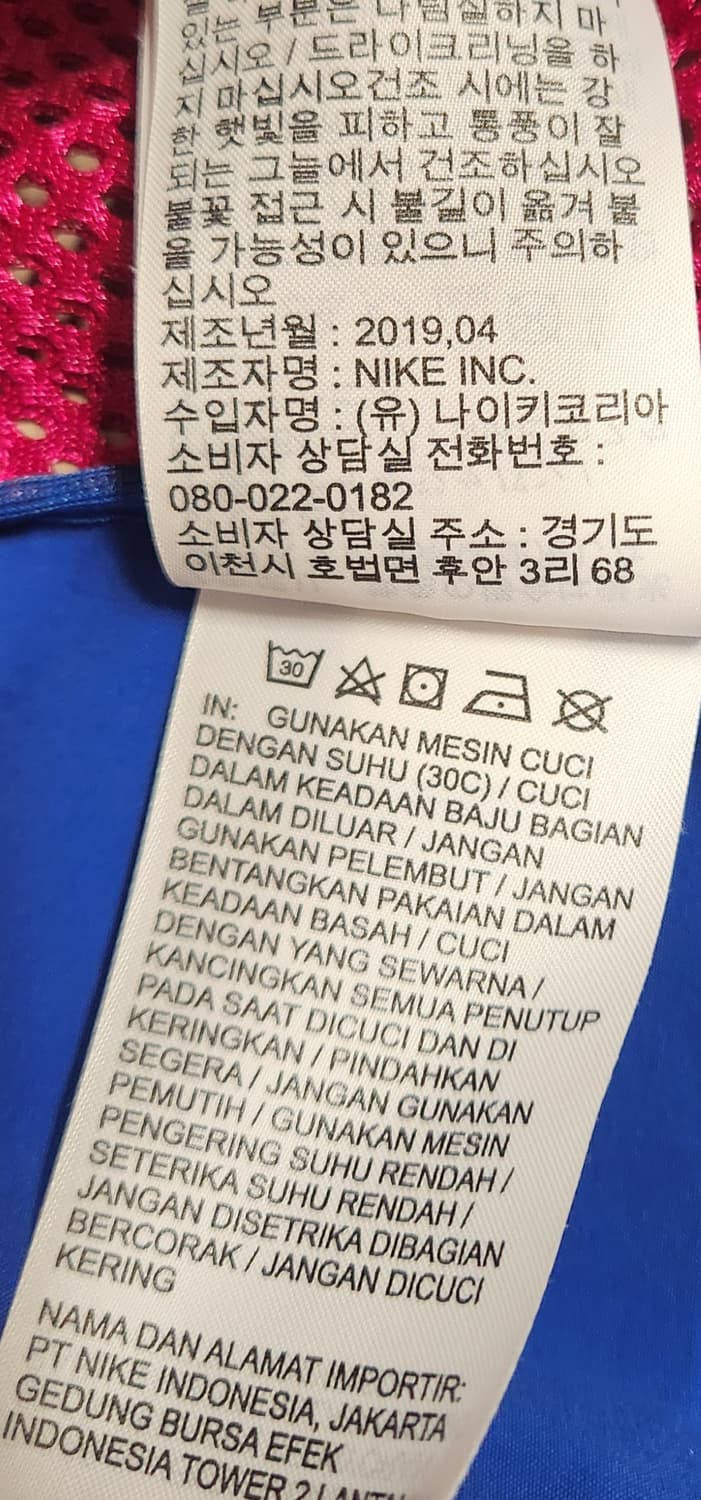 있는 부분은 다림질하지 마
십시오 / 드라이크리닝을 하
지 마십시오건조 시에는 강
한 햇빛을 피하고 통풍이 잘
되는 그늘에서 건조하십시오
불꽃 접근 시 불길이 옮겨 붙
을 가능성이 있으니 주의하
십시오
제조년월 : 2019,04
제조자명 : NIKE INC.
수입자명 : (유) 나이키코리아
소비자 상담실 전화번호 :
080-022-0182
소비자 상담실 주소 : 경기도
이천시 호법면 후안 3리 68
30
IN: GUNAKAN MESIN CUCI
DENGAN SUHU (30C) / CUCI
DALAM KEADAAN BAJU BAGIAN
DALAM DILUAR / JANGAN
GUNAKAN PELEMBUT / JANGAN
BENTANGKAN PAKAIAN DALAM
KEADAAN BASAH / CUCI
DENGAN YANG SEWARNA /
KANCINGKAN SEMUA PENUTUP
PADA SAAT DICUCI DAN DI
KERINGKAN / PINDAHKAN
SEGERA / JANGAN GUNAKAN
PEMUTIH / GUNAKAN MESIN
PENGERING SUHU RENDAH /
SETERIKA SUHU RENDAH /
JANGAN DISETRIKA DIBAGIAN
BERCORAK / JANGAN DICUCI
KERING
NAMA DAN ALAMAT IMPORTIR:
PT NIKE INDONESIA, JAKARTA
GEDUNG BURSA EFEK
INDONESIA TOWER 2